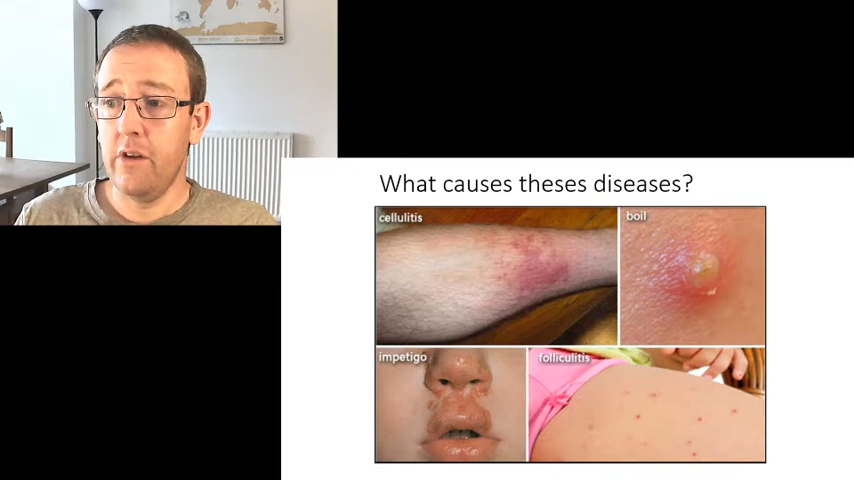 What causes theses diseases?
cellulitis
boil
impetigo
folliculitis